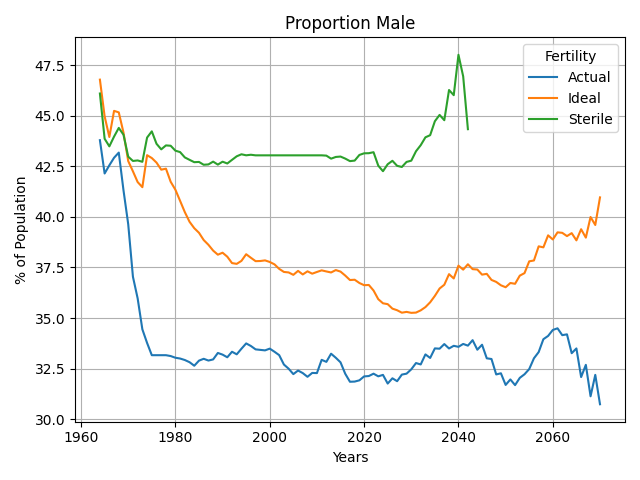 Proportion Male
Fertility
Actual
Ideal
Sterile
% of Population
47.5
45.0
42.5
40.0
37.5
35.0
32.5
30.0
1960
1980
2000
2020
2040
2060
Years